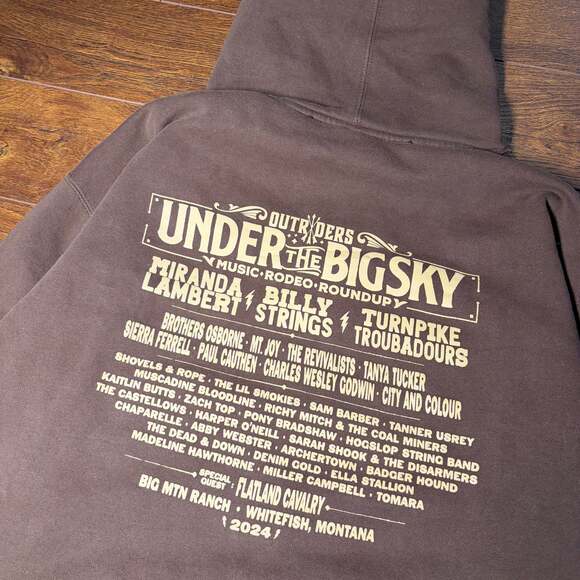 OUTRIDERS
UNDER THE BIG SKY
MUSIC · RODEO · ROUNDUP
MIRANDA LAMBERT BILLY STRINGS TURNPIKE TROUBADOURS
BROTHERS OSBORNE · MT. JOY · THE REVIVALISTS · TANYA TUCKER
SIERRA FERRELL · PAUL CAUTHEN · CHARLES WESLEY GODWIN · CITY AND COLOUR
SHOVELS & ROPE · THE LIL SMOKIES · SAM BARBER · TANNER USREY
MUSCADINE BLOODLINE · RICHY MITCH & THE COAL MINERS
KAITLIN BUTTS · ZACH TOP · PONY BRADSHAW · HOGSLOP STRING BAND
THE CASTELLOWS · HARPER O'NEILL · SARAH SHOOK & THE DISARMERS
CHAPARELLE · ABBY WEBSTER · ARCHERTOWN · BADGER HOUND
THE DEAD & DOWN · DENIM GOLD · ELLA STALLION
MADELINE HAWTHORNE · MILLER CAMPBELL · TOMARA
SPECIAL GUEST : FLATLAND CAVALRY
BIG MTN RANCH · WHITEFISH, MONTANA
2024